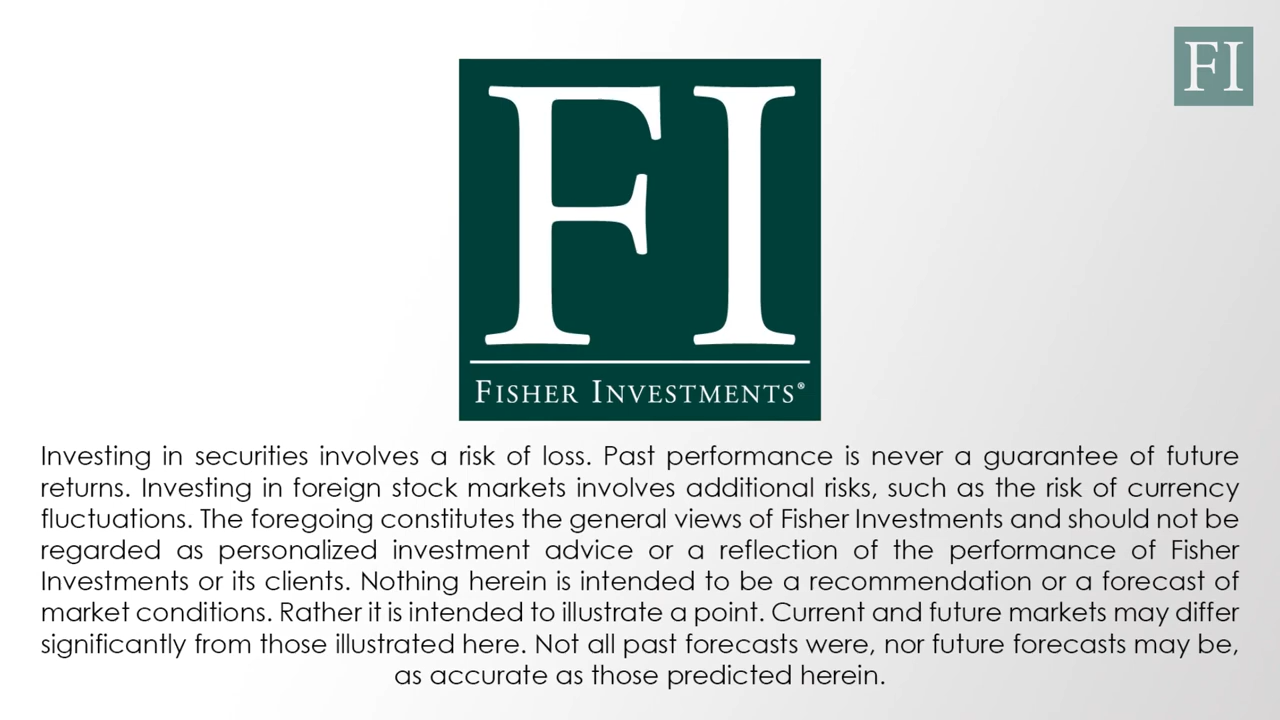 FI
FI
FISHER INVESTMENTS®
Investing in securities involves a risk of loss. Past performance is never a guarantee of future
returns. Investing in foreign stock markets involves additional risks, such as the risk of currency
fluctuations. The foregoing constitutes the general views of Fisher Investments and should not be
regarded as personalized investment advice or a reflection of the performance of Fisher
Investments or its clients. Nothing herein is intended to be a recommendation or a forecast of
market conditions. Rather it is intended to illustrate a point. Current and future markets may differ
significantly from those illustrated here. Not all past forecasts were, nor future forecasts may be,
as accurate as those predicted herein.